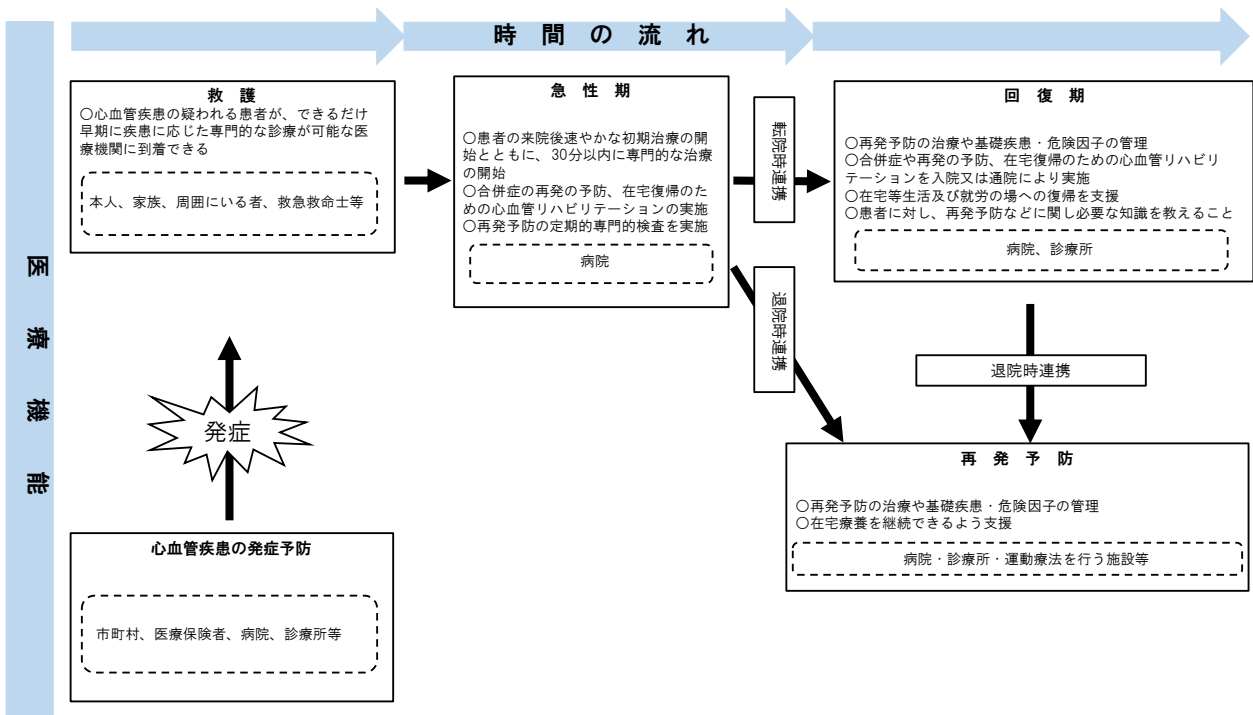 時間の流れ
医療機能
救護
○心血管疾患の疑われる患者が、できるだけ
早期に疾患に応じた専門的な診療が可能な医
療機関に到着できる
本人、家族、周囲にいる者、救急救命士等
急性期
○患者の来院後速やかな初期治療の開
始とともに、30分以内に専門的な治療
の開始
○合併症の再発の予防、在宅復帰のた
めの心血管リハビリテーションの実施
○再発予防の定期的専門的検査を実施
病院
転院時連携
回復期
○再発予防の治療や基礎疾患・危険因子の管理
○合併症や再発の予防、在宅復帰のための心血管リハビリ
テーションを入院又は通院により実施
○在宅等生活及び就労の場への復帰を支援
○患者に対し、再発予防などに関し必要な知識を教えること
病院、診療所
退院時連携
退院時連携
発症
再発予防
○再発予防の治療や基礎疾患・危険因子の管理
○在宅療養を継続できるよう支援
病院・診療所・運動療法を行う施設等
心血管疾患の発症予防
市町村、医療保険者、病院、診療所等